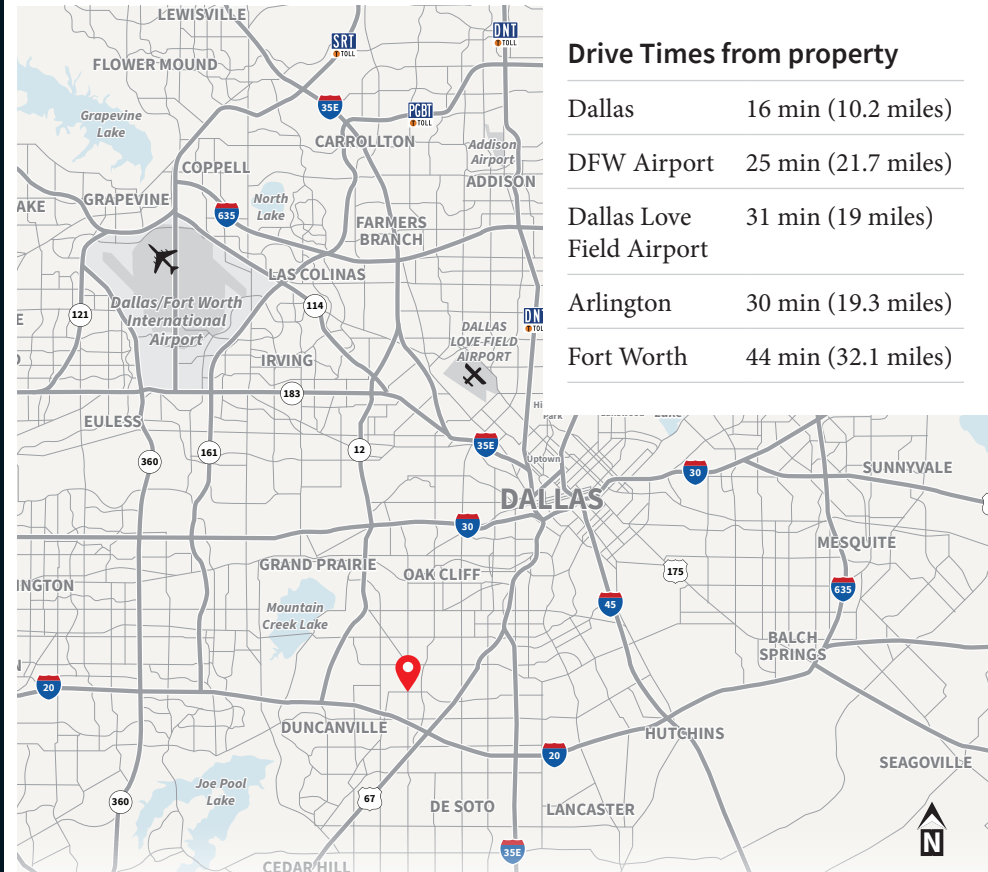 LEWISVILLE
DNT
TOLL
SRT
TOLL
FLOWER MOUND
35E
PGBT
TOLL
Grapevine
Lake
CARROLLTON
Addison
Airport
COPPELL
ADDISON
GRAPEVINE
North
Lake
AKE
635
FARMERS
BRANCH
LAS COLINAS
Dallas/Fort Worth
International
Airport
114
121
DNT
TOL
DALLAS
LOVE FIELD
AIRPORT
IRVING
183
EULESS
Park
35E
12
161
360
Uptown
30
SUNNYVALE
DALLAS
30
MESQUITE
GRAND PRAIRIE
OAK CLIFF
175
INGTON
635
Mountain
Creek Lake
45
BALCH
SPRINGS
20
DUNCANVILLE
HUTCHINS
20
SEAGOVILLE
Joe Pool
Lake
360
67
DE SOTO
LANCASTER
35E
CEDAR HILL
N
Drive Times from property
Dallas 16 min (10.2 miles)
DFW Airport 25 min (21.7 miles)
Dallas Love 31 min (19 miles)
Field Airport
Arlington 30 min (19.3 miles)
Fort Worth 44 min (32.1 miles)